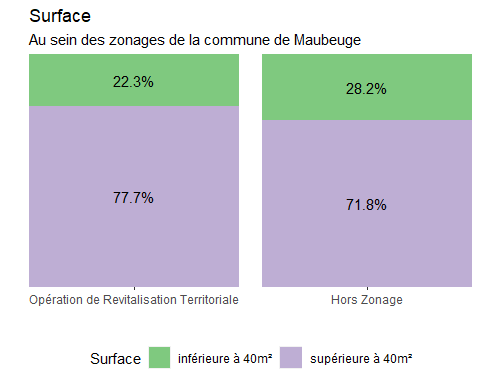 Surface
Au sein des zonages de la commune de Maubeuge
22.3%
28.2%
77.7%
71.8%
Opération de Revitalisation Territoriale
Hors Zonage
Surface
inférieure à 40m²
supérieure à 40m²